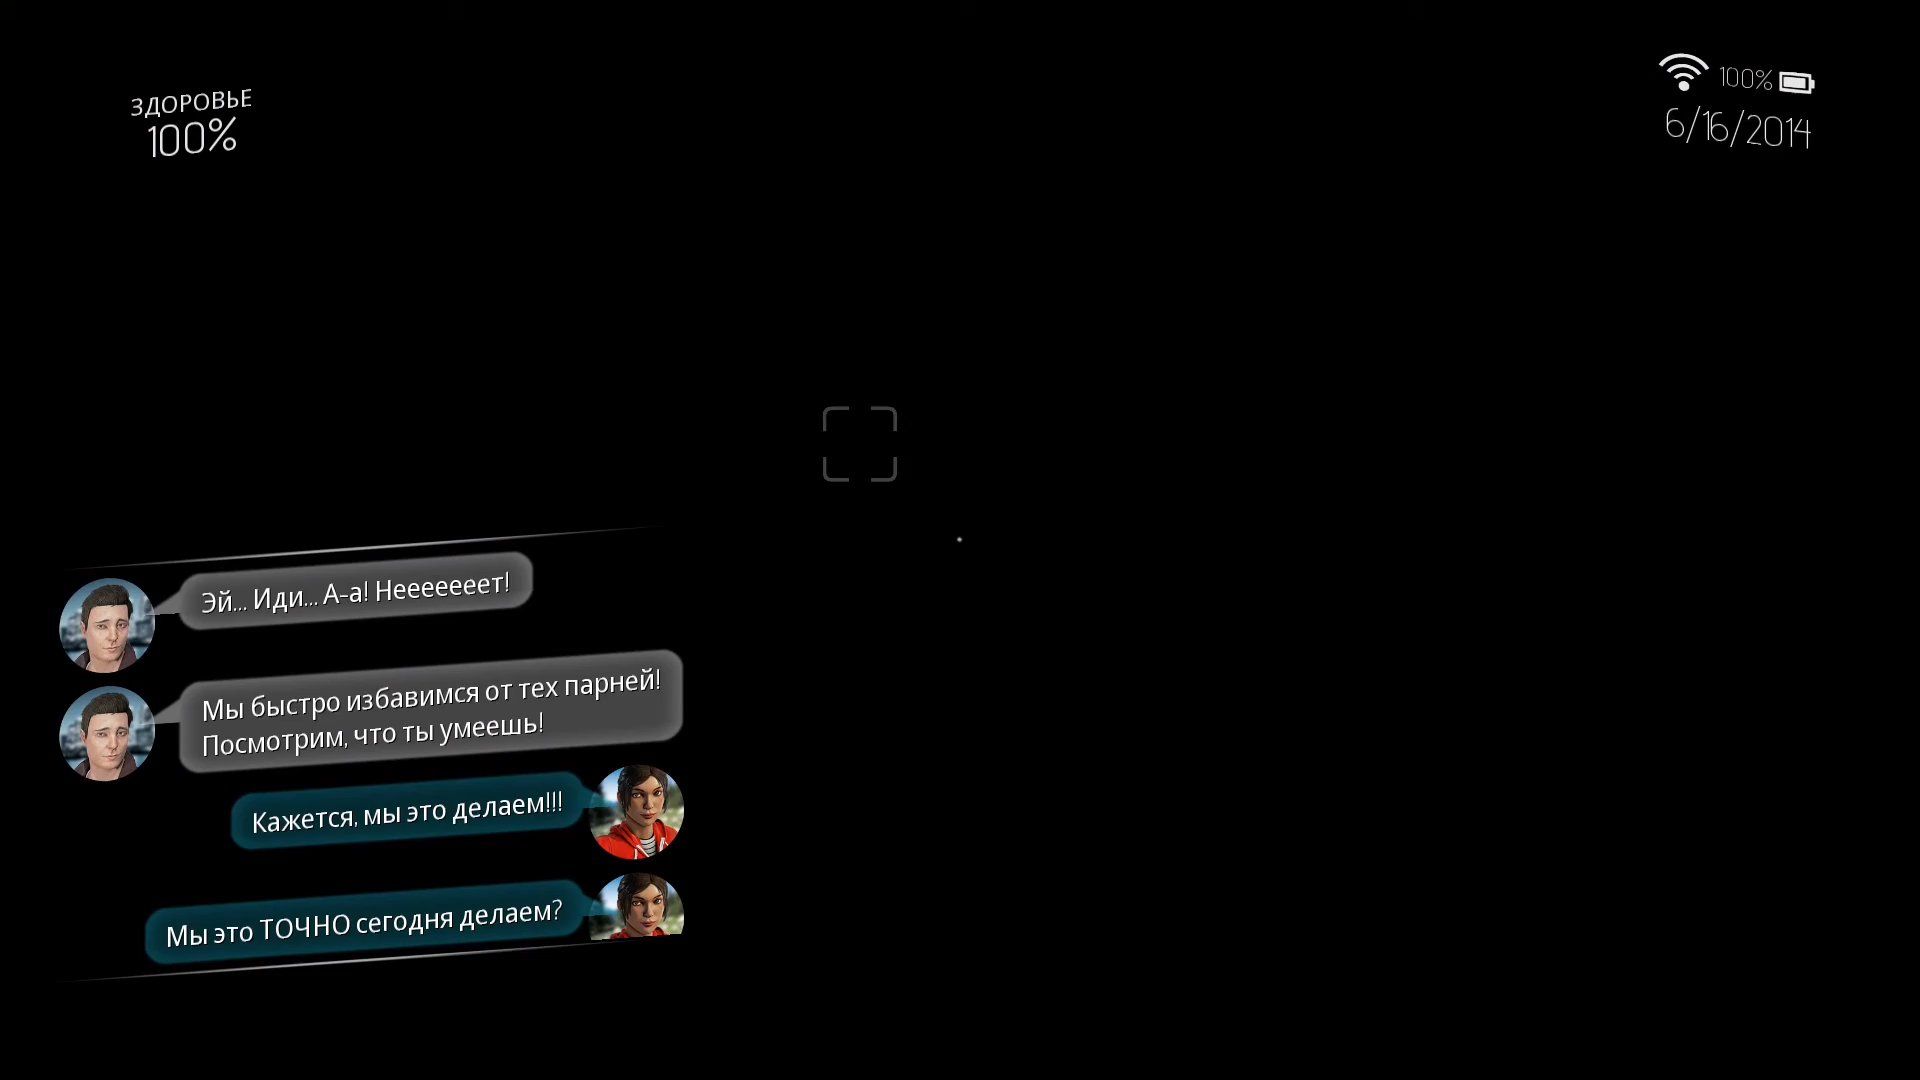 ЗДОРОВЬЕ
100%
100%
6/16/2014
Эй... Иди... А-а! Неееееееет!
Мы быстро избавимся от тех парней!
Посмотрим, что ты умеешь!
Кажется, мы это делаем!!!
Мы это ТОЧНО сегодня делаем?